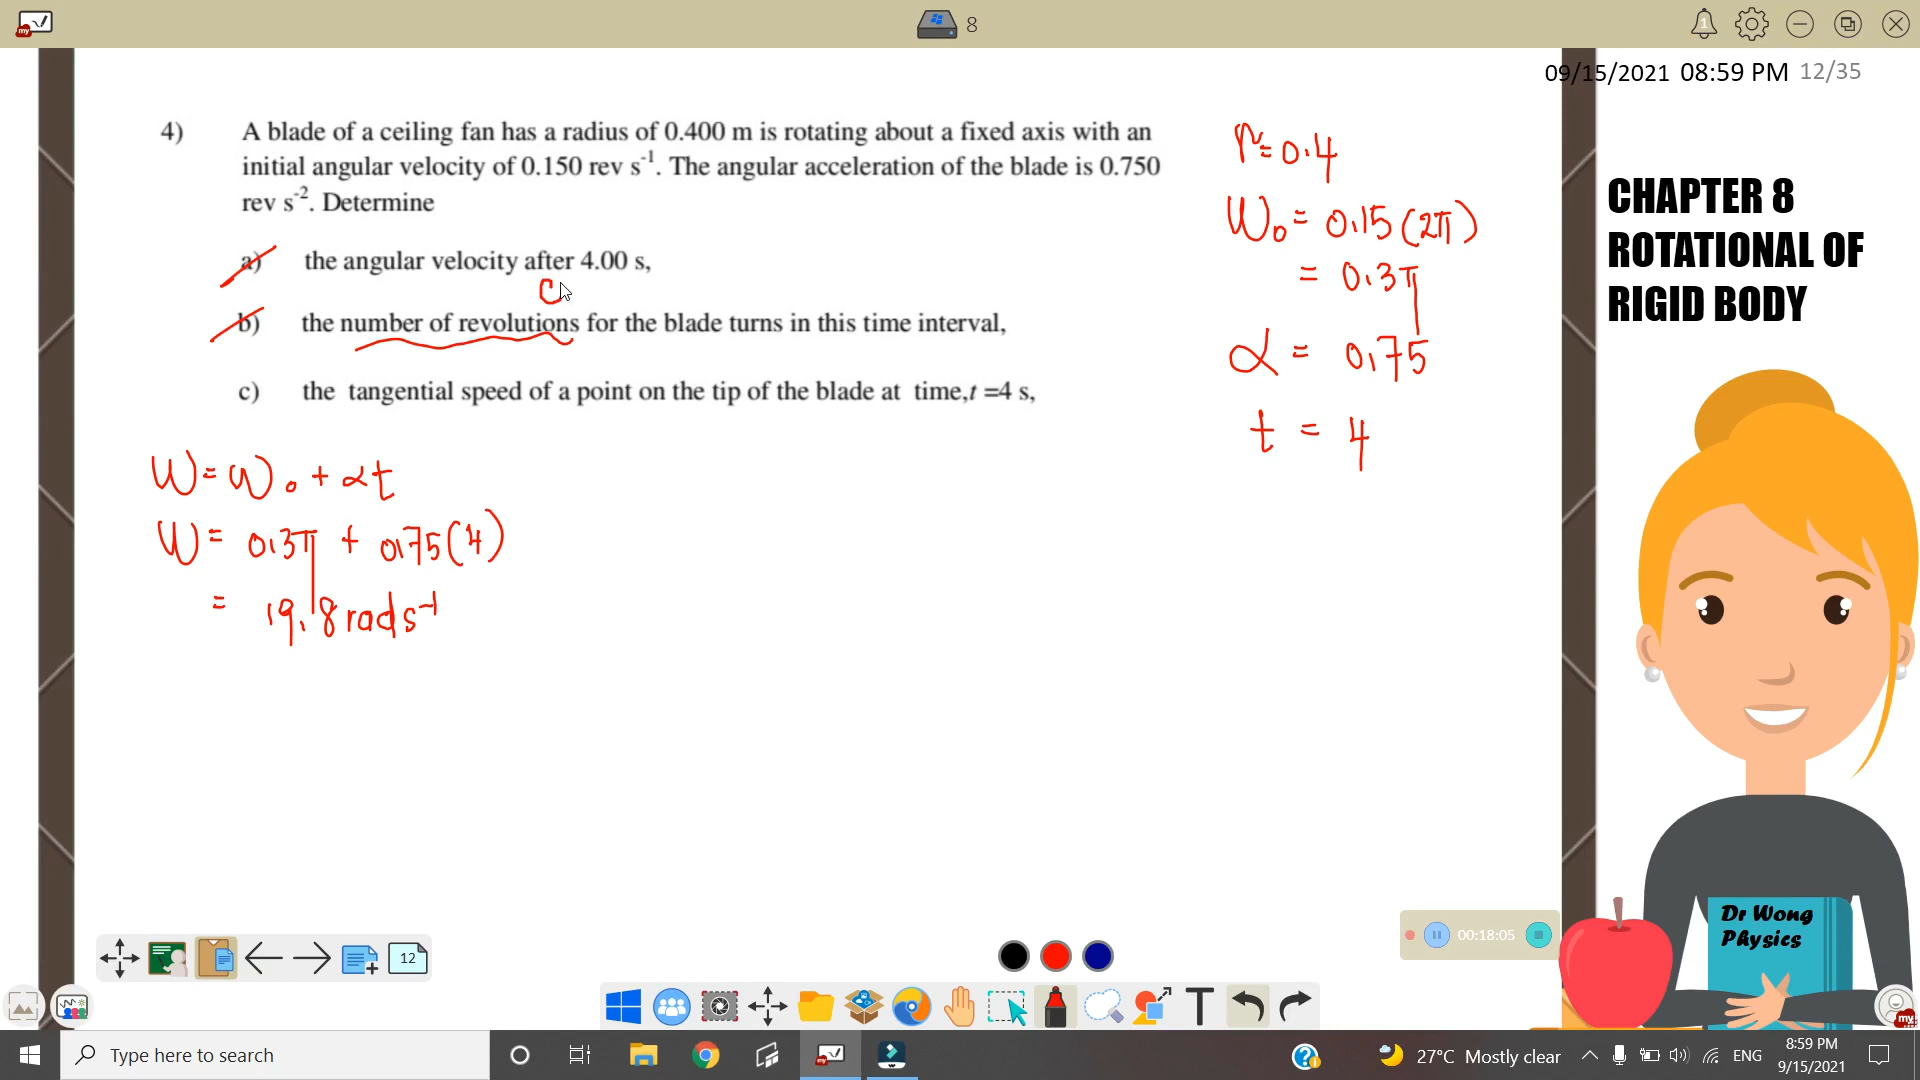 8
1
09/15/2021 08:59 PM 12/35
4) A blade of a ceiling fan has a radius of 0.400 m is rotating about a fixed axis with an
initial angular velocity of 0.150 rev s⁻¹. The angular acceleration of the blade is 0.750
rev s⁻². Determine
a) the angular velocity after 4.00 s,
b) the number of revolutions for the blade turns in this time interval,
c) the tangential speed of a point on the tip of the blade at time,t =4 s,
r = 0.4
W₀ = 0.15 (2π)
= 0.3π
α = 0.75
t = 4
W = W₀ + αt
W = 0.3π + 0.75(4)
= 19.8 rad s⁻¹
CHAPTER 8
ROTATIONAL OF
RIGID BODY
Dr Wong
Physics
00:18:05
12
T
Type here to search
27°C Mostly clear
ENG
8:59 PM
9/15/2021